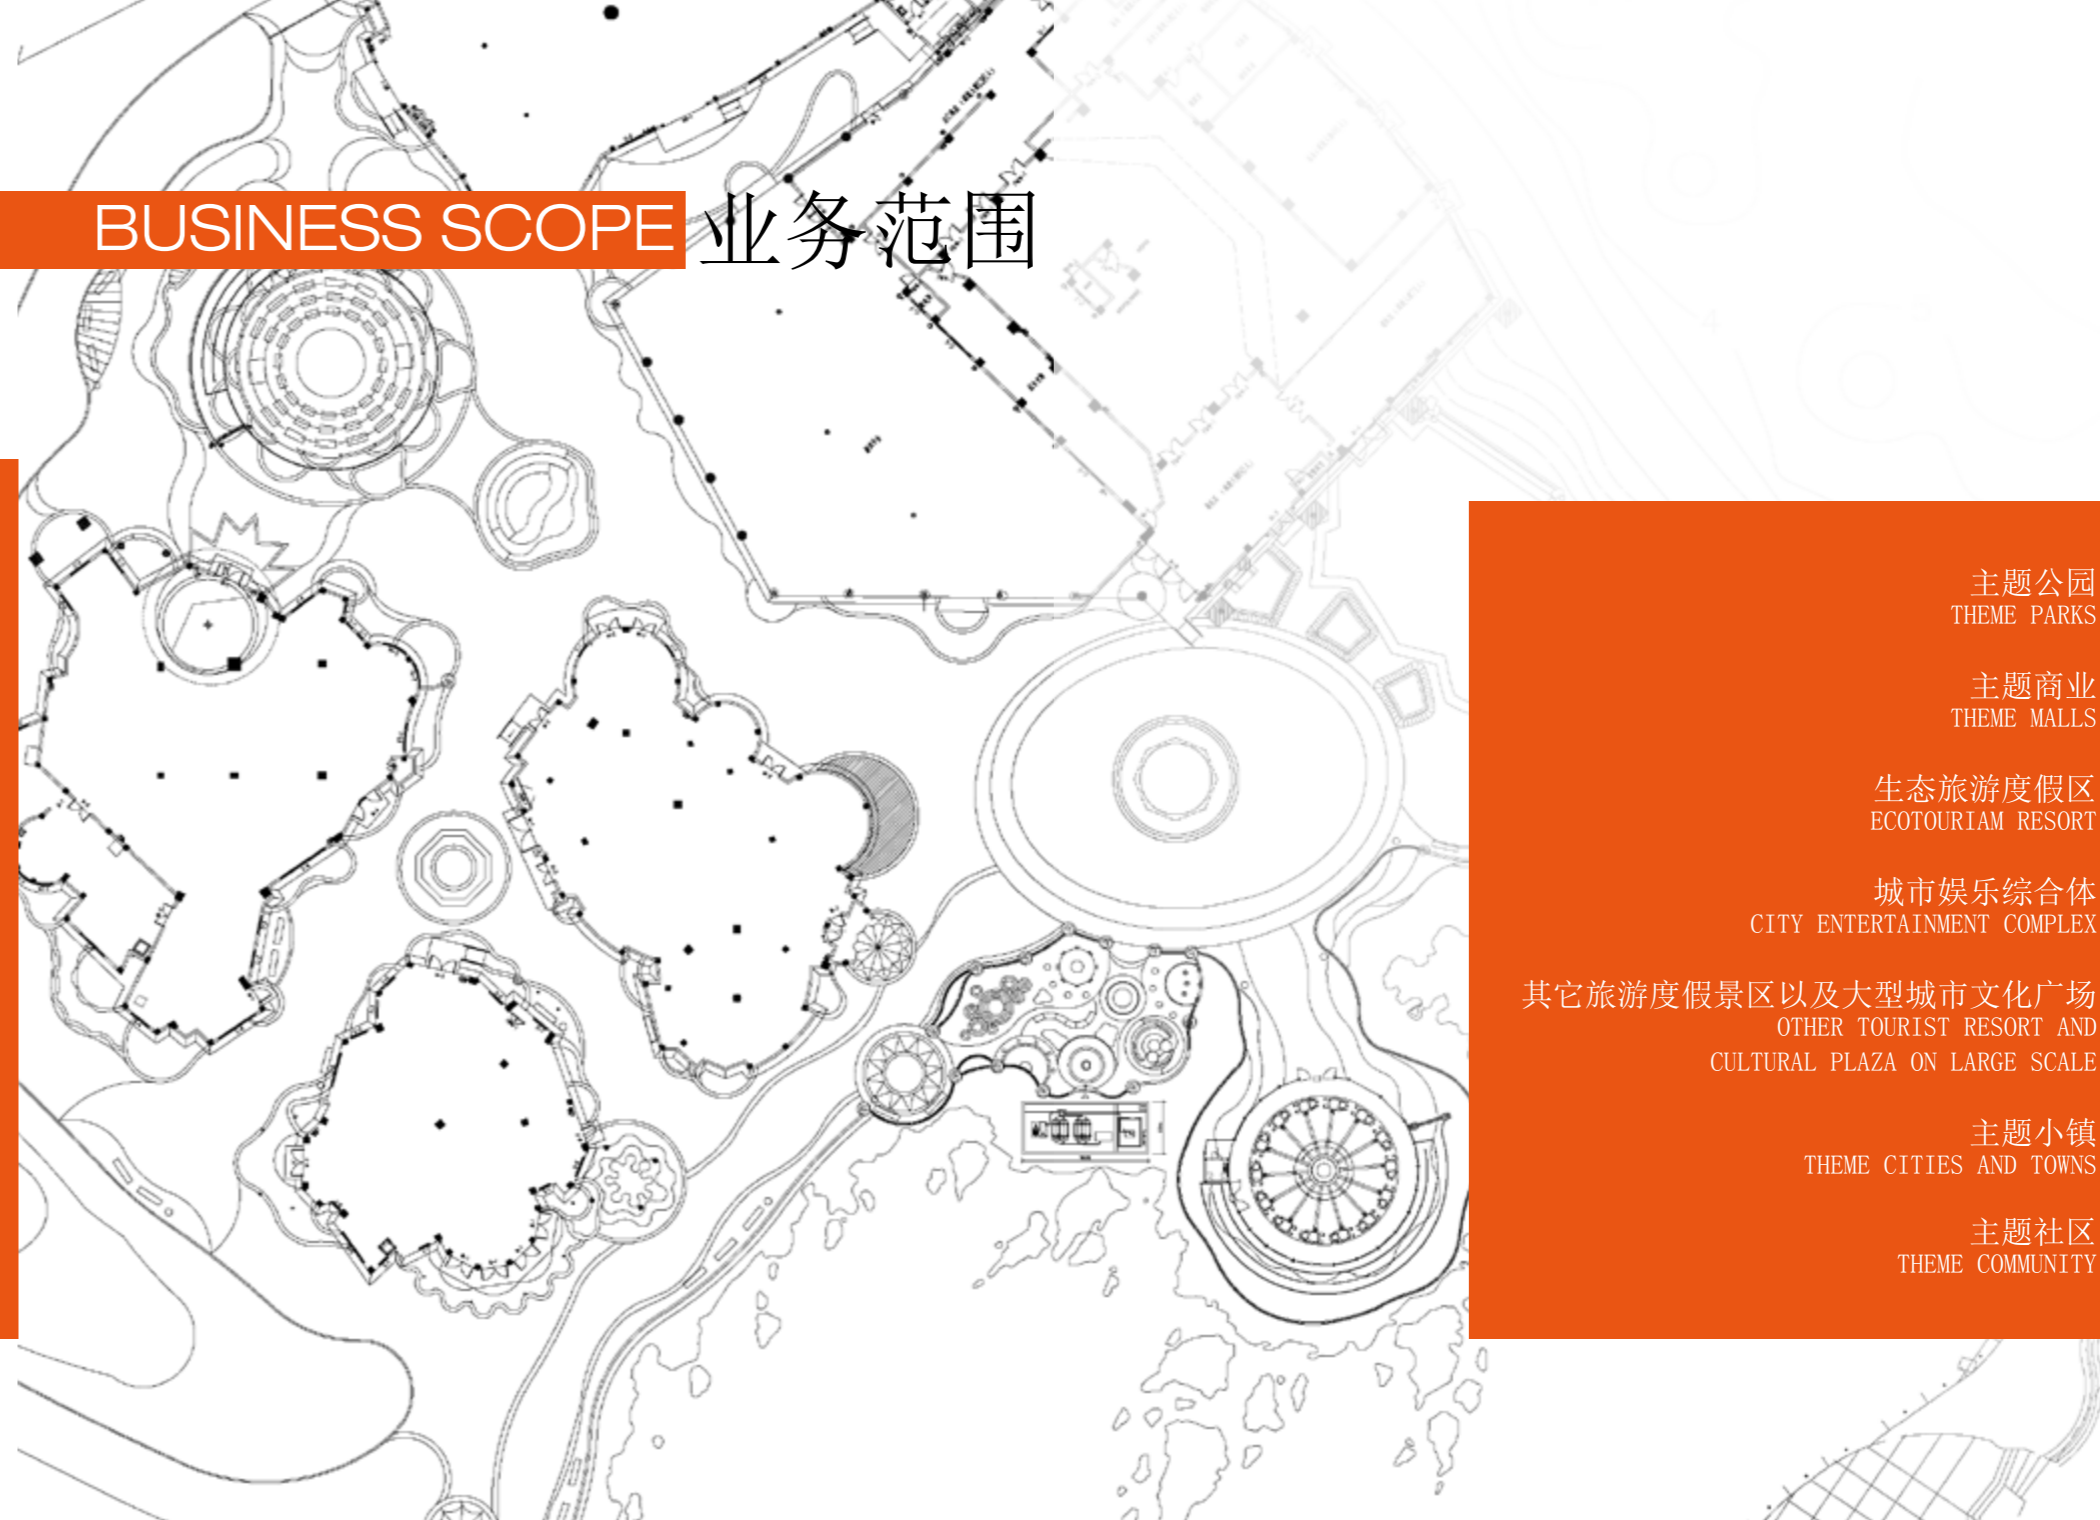 BUSINESS SCOPE 业务范围
主题公园
THEME PARKS
主题商业
THEME MALLS
生态旅游度假区
ECOTOURIAM RESORT
城市娱乐综合体
CITY ENTERTAINMENT COMPLEX
其它旅游度假景区以及大型城市文化广场
OTHER TOURIST RESORT AND
CULTURAL PLAZA ON LARGE SCALE
主题小镇
THEME CITIES AND TOWNS
主题社区
THEME COMMUNITY